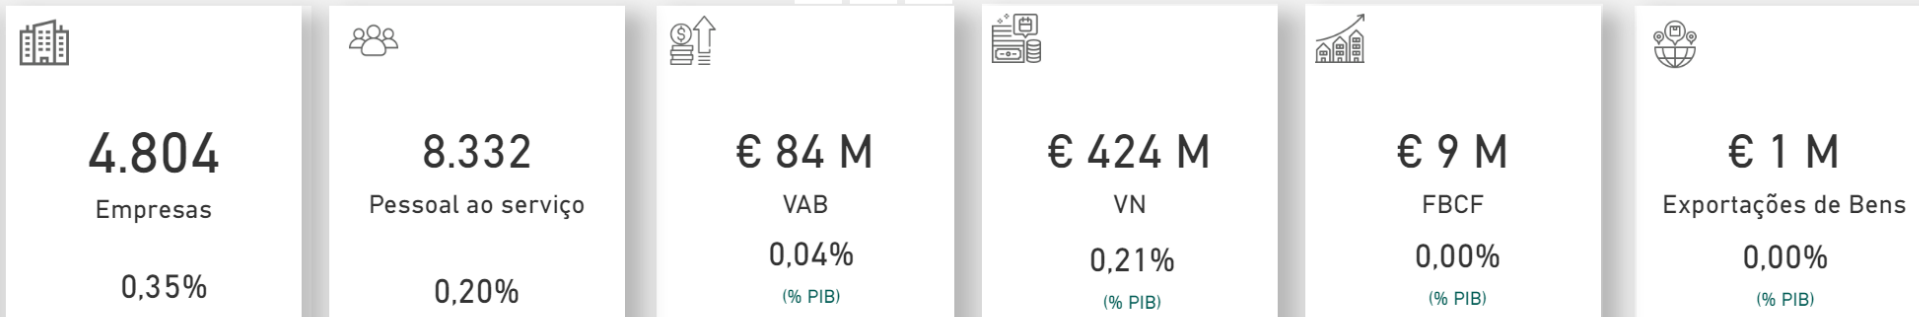 4.804
Empresas
0,35%
8.332
Pessoal ao serviço
0,20%
€ 84 M
VAB
0,04%
(% PIB)
€ 424 M
VN
0,21%
(% PIB)
€ 9 M
FBCF
0,00%
(% PIB)
€ 1 M
Exportações de Bens
0,00%
(% PIB)